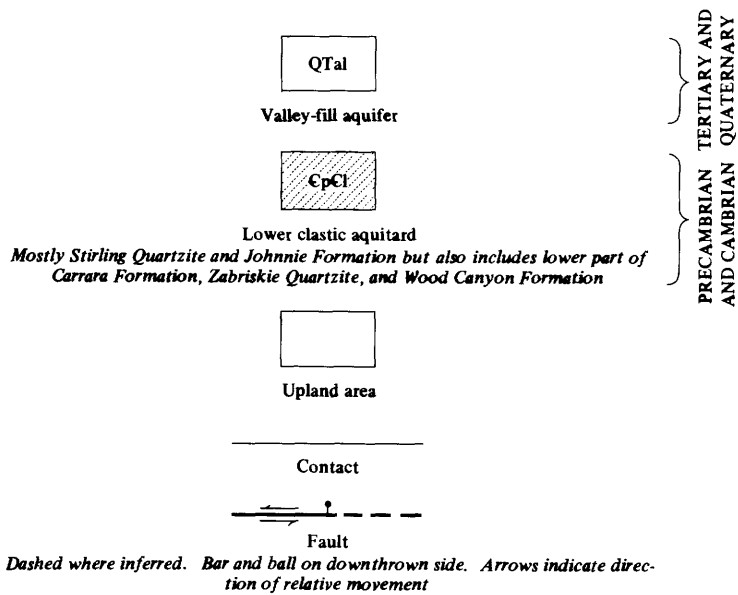 QTal
Valley-fill aquifer
TERTIARY AND
QUATERNARY
ЄpЄl
Lower clastic aquitard
Mostly Stirling Quartzite and Johnnie Formation but also includes lower part of
Carrara Formation, Zabriskie Quartzite, and Wood Canyon Formation
PRECAMBRIAN
AND CAMBRIAN
Upland area
Contact
Fault
Dashed where inferred. Bar and ball on downthrown side. Arrows indicate direc-
tion of relative movement